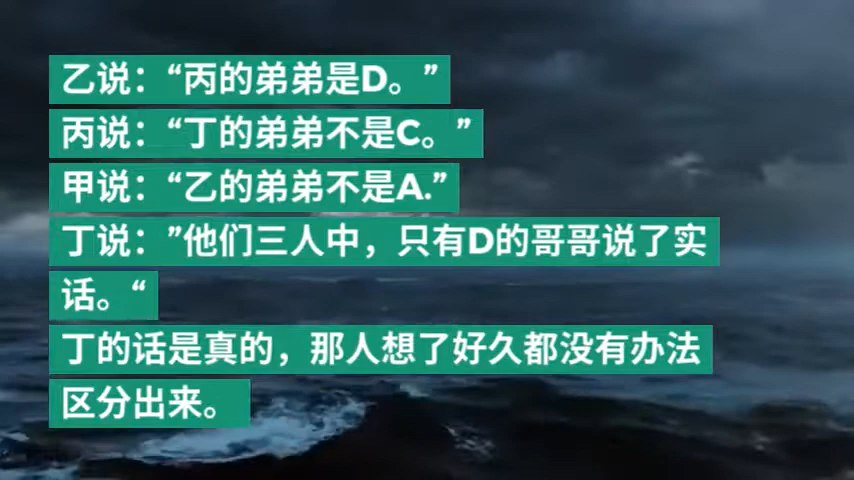 乙说：“丙的弟弟是D。”
丙说：“丁的弟弟不是C。”
甲说：“乙的弟弟不是A.”
丁说：”他们三人中，只有D的哥哥说了实
话。“
丁的话是真的，那人想了好久都没有办法
区分出来。